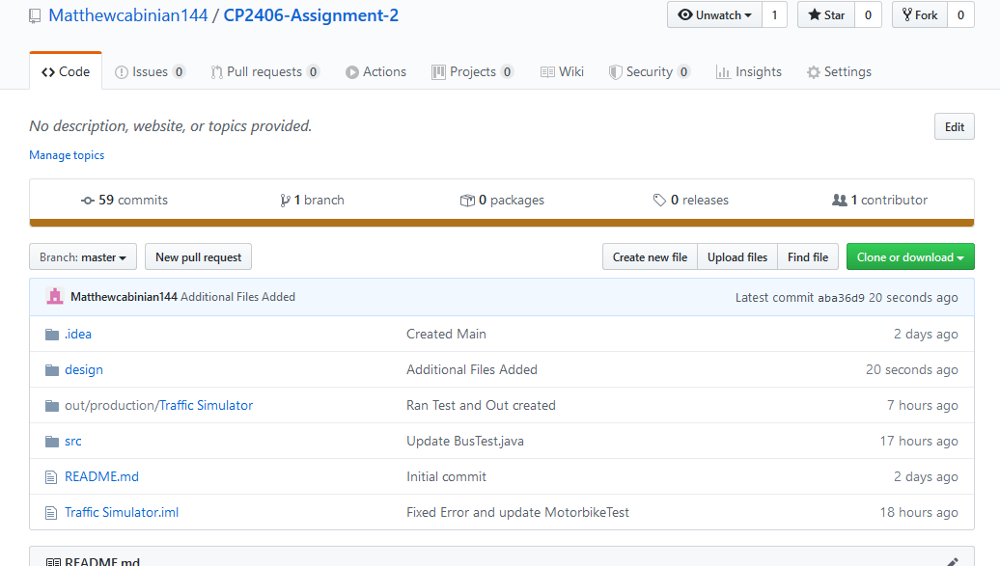 Matthewcabinian144 / CP2406-Assignment-2
Unwatch 1 Star 0 Fork 0
Code Issues 0 Pull requests 0 Actions Projects 0 Wiki Security 0 Insights Settings
No description, website, or topics provided.
Edit
Manage topics
59 commits 1 branch 0 packages 0 releases 1 contributor
Branch: master New pull request Create new file Upload files Find file Clone or download
Matthewcabinian144 Additional Files Added Latest commit aba36d9 20 seconds ago
.idea Created Main 2 days ago
design Additional Files Added 20 seconds ago
out/production/Traffic Simulator Ran Test and Out created 7 hours ago
src Update BusTest.java 17 hours ago
README.md Initial commit 2 days ago
Traffic Simulator.iml Fixed Error and update MotorbikeTest 18 hours ago
README.md